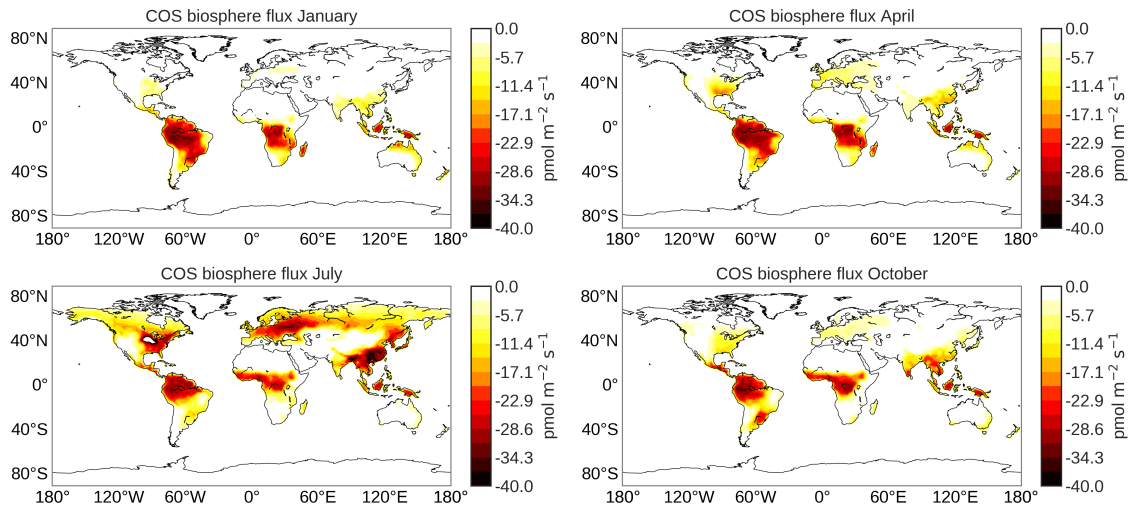 COS biosphere flux January
80°N
40°N
0°
40°S
80°S
180° 120°W 60°W 0° 60°E 120°E 180°
0.0
-5.7
-11.4
-17.1
-22.9
-28.6
-34.3
-40.0
pmol m⁻² s⁻¹
COS biosphere flux April
80°N
40°N
0°
40°S
80°S
180° 120°W 60°W 0° 60°E 120°E 180°
0.0
-5.7
-11.4
-17.1
-22.9
-28.6
-34.3
-40.0
pmol m⁻² s⁻¹
COS biosphere flux July
80°N
40°N
0°
40°S
80°S
180° 120°W 60°W 0° 60°E 120°E 180°
0.0
-5.7
-11.4
-17.1
-22.9
-28.6
-34.3
-40.0
pmol m⁻² s⁻¹
COS biosphere flux October
80°N
40°N
0°
40°S
80°S
180° 120°W 60°W 0° 60°E 120°E 180°
0.0
-5.7
-11.4
-17.1
-22.9
-28.6
-34.3
-40.0
pmol m⁻² s⁻¹